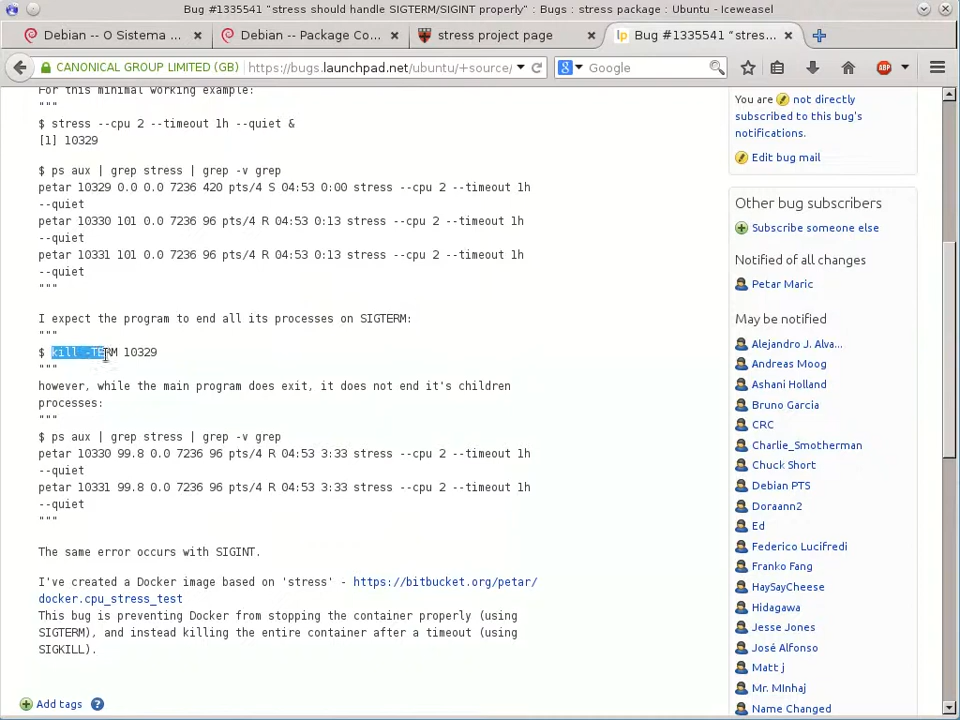 Bug #1335541 “stress should handle SIGTERM/SIGINT properly” : Bugs : stress package : Ubuntu - Iceweasel
Debian -- O Sistema ...
Debian -- Package Co...
stress project page
Bug #1335541 “stres...
CANONICAL GROUP LIMITED (GB)
https://bugs.launchpad.net/ubuntu/+source/
Google
ABP
For this minimal working example:
"""
$ stress --cpu 2 --timeout 1h --quiet &
[1] 10329
$ ps aux | grep stress | grep -v grep
petar 10329 0.0 0.0 7236 420 pts/4 S 04:53 0:00 stress --cpu 2 --timeout 1h
--quiet
petar 10330 101 0.0 7236 96 pts/4 R 04:53 0:13 stress --cpu 2 --timeout 1h
--quiet
petar 10331 101 0.0 7236 96 pts/4 R 04:53 0:13 stress --cpu 2 --timeout 1h
--quiet
"""
I expect the program to end all its processes on SIGTERM:
"""
$ kill -TERM 10329
"""
however, while the main program does exit, it does not end it's children
processes:
"""
$ ps aux | grep stress | grep -v grep
petar 10330 99.8 0.0 7236 96 pts/4 R 04:53 3:33 stress --cpu 2 --timeout 1h
--quiet
petar 10331 99.8 0.0 7236 96 pts/4 R 04:53 3:33 stress --cpu 2 --timeout 1h
--quiet
"""
The same error occurs with SIGINT.
I've created a Docker image based on 'stress' - https://bitbucket.org/petar/
docker.cpu_stress_test
This bug is preventing Docker from stopping the container properly (using
SIGTERM), and instead killing the entire container after a timeout (using
SIGKILL).
Add tags ?
You are not directly
subscribed to this bug's
notifications.
Edit bug mail
Other bug subscribers
Subscribe someone else
Notified of all changes
Petar Maric
May be notified
Alejandro J. Alva...
Andreas Moog
Ashani Holland
Bruno Garcia
CRC
Charlie_Smotherman
Chuck Short
Debian PTS
Doraann2
Ed
Federico Lucifredi
Franko Fang
HaySayCheese
Hidagawa
Jesse Jones
José Alfonso
Matt j
Mr. MInhaj
Name Changed